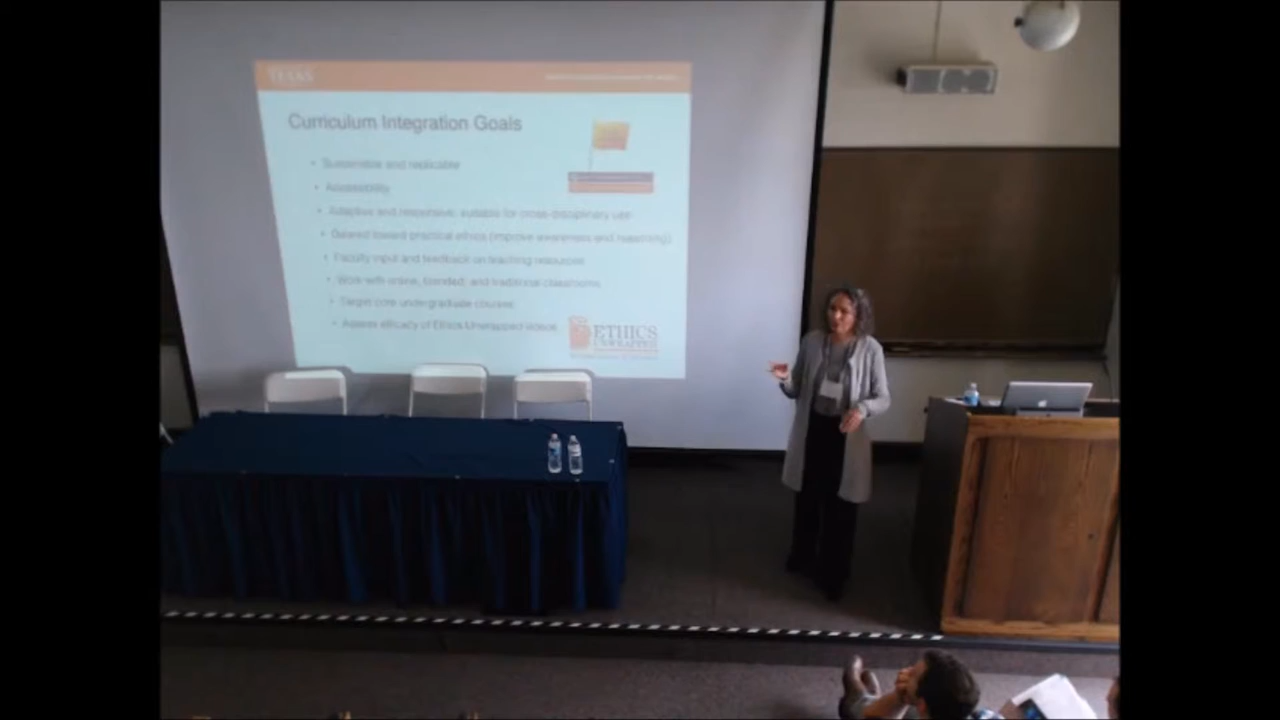 TEXAS
Curriculum Integration Goals
• Sustainable and replicable
• Accessibility
• Adaptive and responsive; suitable for cross-disciplinary use
• Geared toward practical ethics (improve awareness and reasoning)
• Faculty input and feedback on teaching resources
• Work with online, blended, and traditional classrooms
• Target core undergraduate courses
• Assess efficacy of Ethics Unwrapped videos
ETHICS
UNWRAPPED